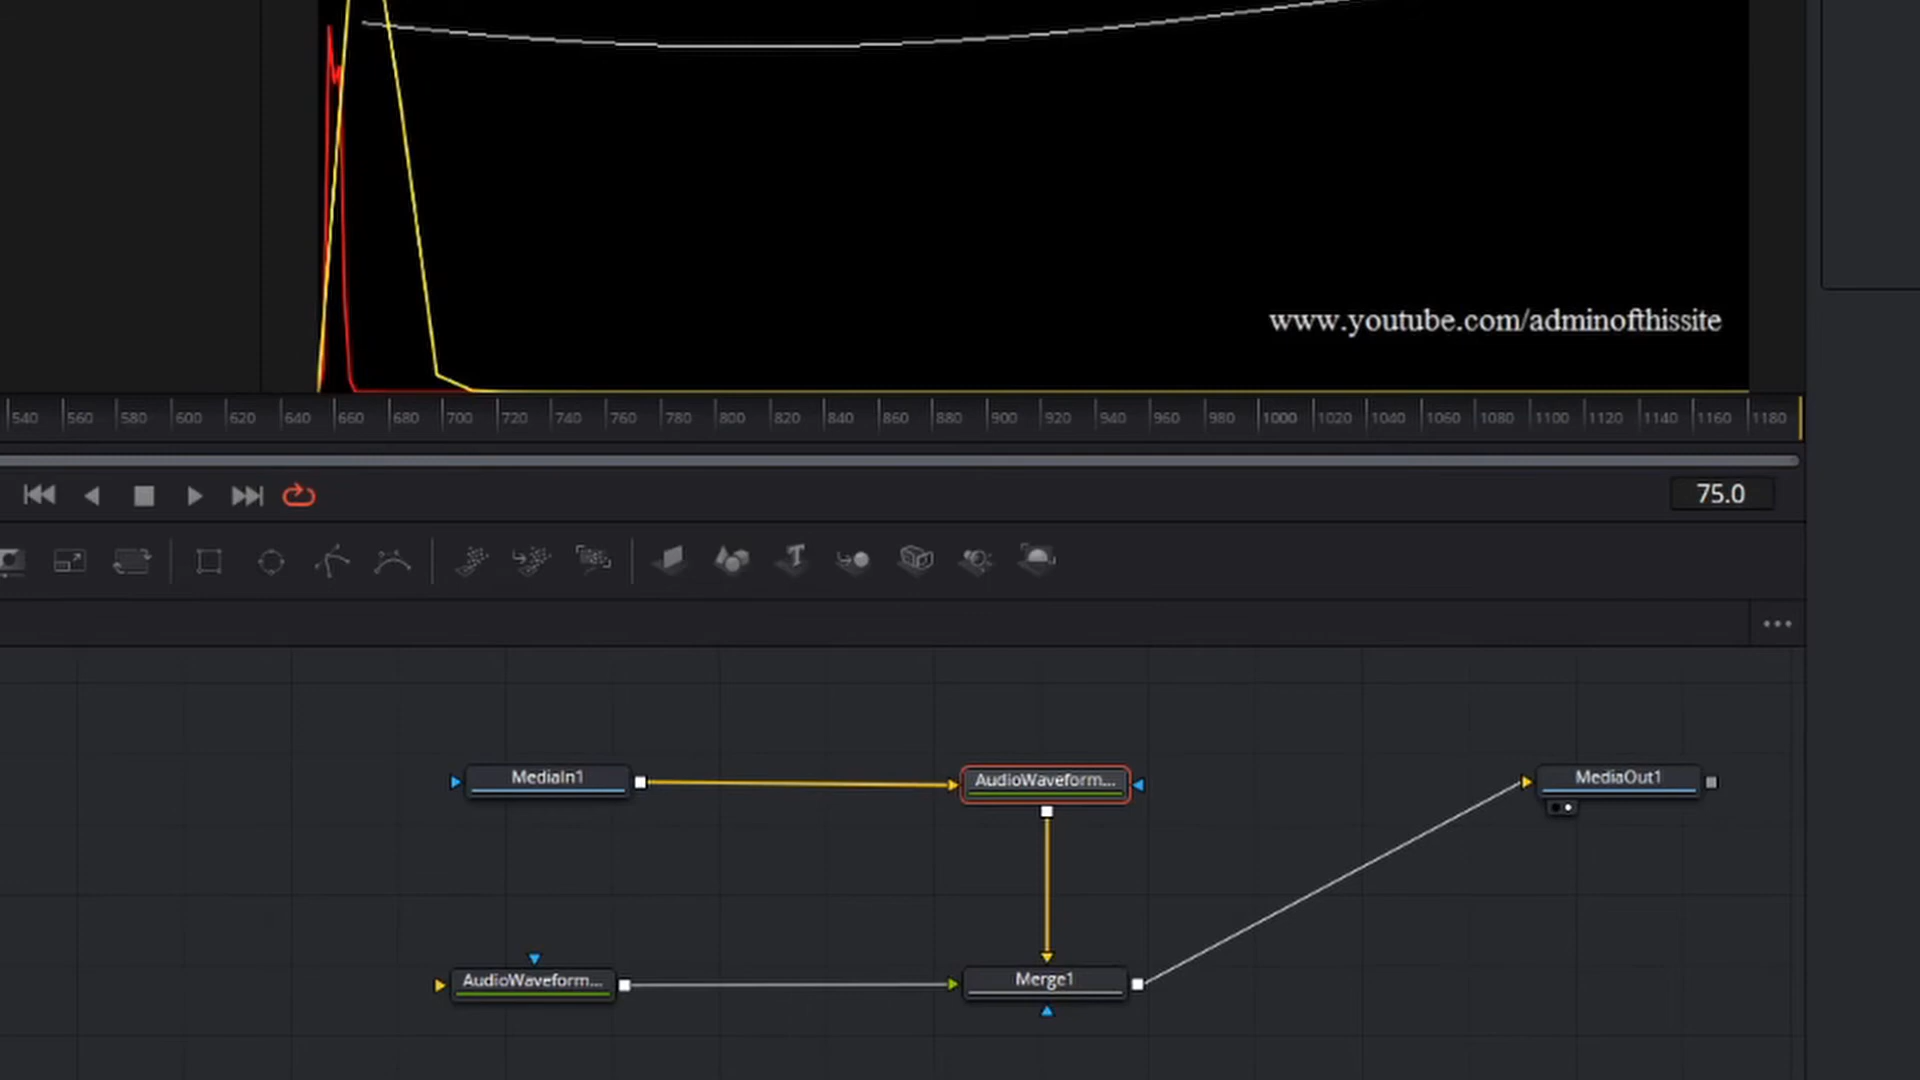 www.youtube.com/adminofthissite
540 560 580 600 620 640 660 680 700 720 740 760 780 800 820 840 860 880 900 920 940 960 980 1000 1020 1040 1060 1080 1100 1120 1140 1160 1180
75.0
T
MediaIn1 AudioWaveform... MediaOut1
AudioWaveform... Merge1